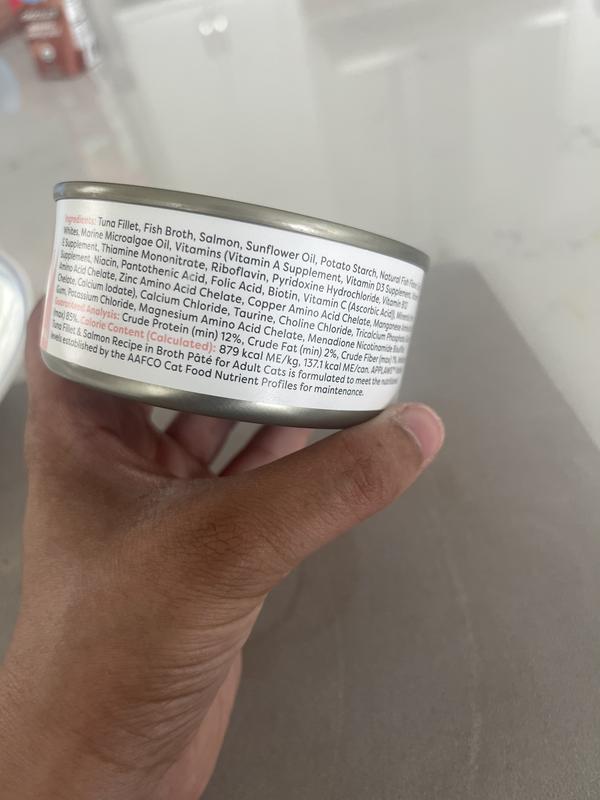 Ingredients: Tuna Fillet, Fish Broth, Salmon, Sunflower Oil, Potato Starch, Natural Fish
Whites, Marine Microalgae Oil, Vitamins (Vitamin A Supplement, Vitamin D3 Supplement,
E Supplement, Thiamine Mononitrate, Riboflavin, Pyridoxine Hydrochloride, Vitamin B12
Supplement, Niacin, Pantothenic Acid, Folic Acid, Biotin, Vitamin C (Ascorbic Acid),
Amino Acid Chelate, Zinc Amino Acid Chelate, Copper Amino Acid Chelate, Manganese
Chelate, Calcium Iodate), Calcium Chloride, Taurine, Choline Chloride, Tricalcium Phosphate,
Gum, Potassium Chloride, Magnesium Amino Acid Chelate, Menadione Nicotinamide
Guaranteed Analysis: Crude Protein (min) 12%, Crude Fat (min) 2%, Crude Fiber (max) 1%,
(max) 85%. Calorie Content (Calculated): 879 kcal ME/kg, 137.1 kcal ME/can. APPLAWS
Tuna Fillet & Salmon Recipe in Broth Pâté for Adult Cats is formulated to meet the
levels established by the AAFCO Cat Food Nutrient Profiles for maintenance.